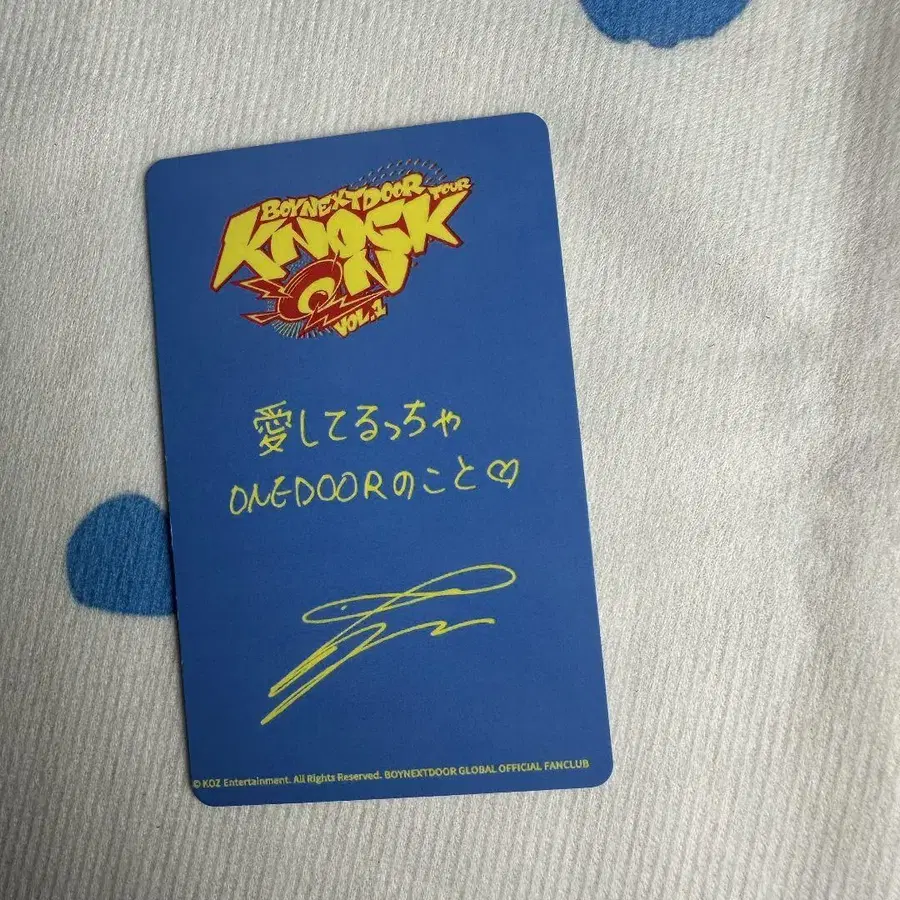 BOYNEXTDOOR TOUR
KNOCK
ON
VOL.1
愛してるっちゃ
ONEDOORのこと♡
© KOZ Entertainment. All Rights Reserved. BOYNEXTDOOR GLOBAL OFFICIAL FANCLUB